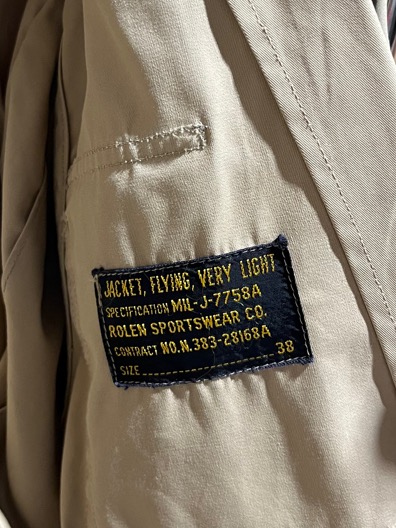 JACKET, FLYING, VERY LIGHT
SPECIFICATION MIL-J-7758A
ROLEN SPORTSWEAR CO.
CONTRACT NO.N.383-28168A
SIZE 38